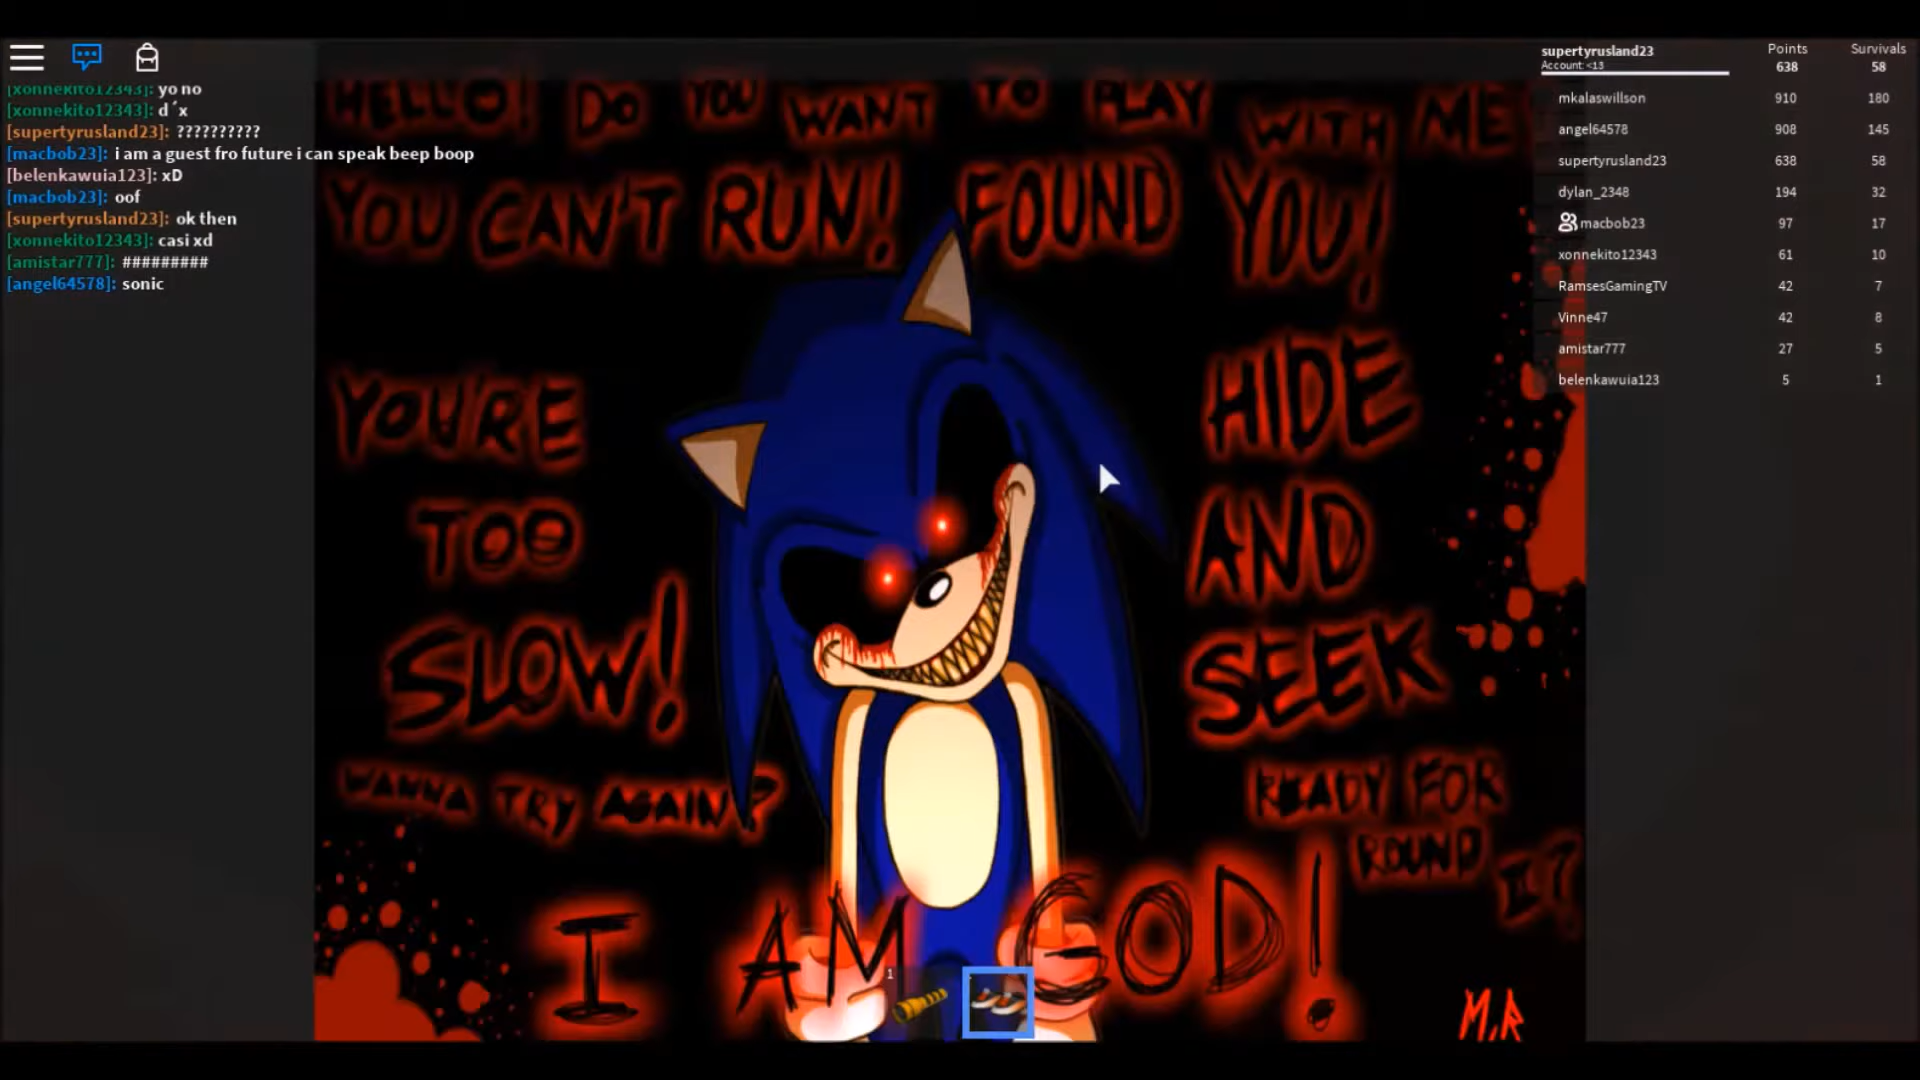 [xonnekito12343]: yo no
[xonnekito12343]: d´x
[supertyrusland23]: ??????????
[macbob23]: i am a guest fro future i can speak beep boop
[belenkawuia123]: xD
[macbob23]: oof
[supertyrusland23]: ok then
[xonnekito12343]: casi xd
[amistar777]: #########
[angel64578]: sonic
supertyrusland23 Points Survivals
Account: <13 638 58
mkalaswillson 910 180
angel64578 908 145
supertyrusland23 638 58
dylan_2348 194 32
macbob23 97 17
xonnekito12343 61 10
RamsesGamingTV 42 7
Vinne47 42 8
amistar777 27 5
belenkawuia123 5 1
HELLO! DO YOU WANT TO PLAY WITH ME
YOU CAN'T RUN! FOUND YOU!
YOU'RE
TOO
SLOW!
WANNA TRY AGAIN?
HIDE
AND
SEEK
READY FOR
ROUND
2?
I AM GOD!
1
M.R